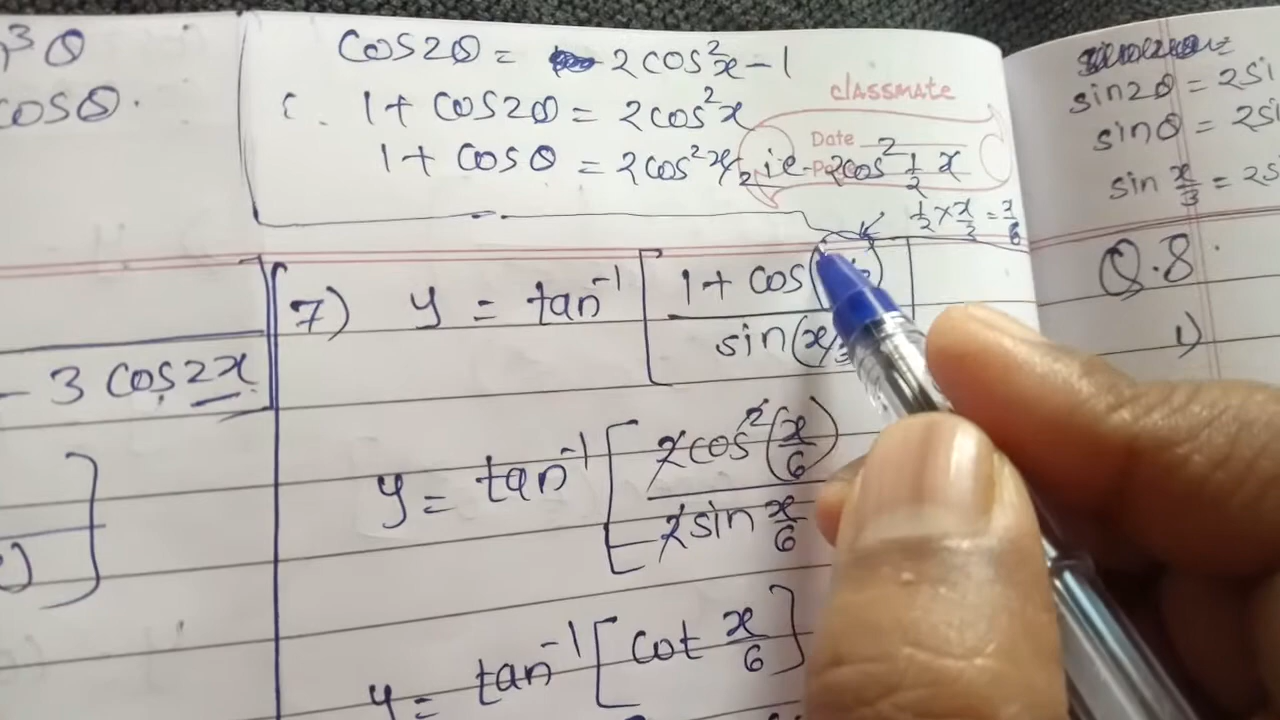 ³θ
cosθ.
- 3 cos2x
cos2θ = 2cos²x - 1
∴ 1 + cos2θ = 2cos²x
1 + cosθ = 2cos²x/2 i.e. 2cos² 1/2 x
classmate
Date
1/2 × x/3 = x/6
7) y = tan⁻¹ [ 1 + cos(
sin(x/3
y = tan⁻¹ [ 2cos²(x/6)
2sin x/6
y = tan⁻¹ [cot x/6]
sin2θ = 2si
sinθ = 2si
sin x/3 = 2s
Q.8
1)